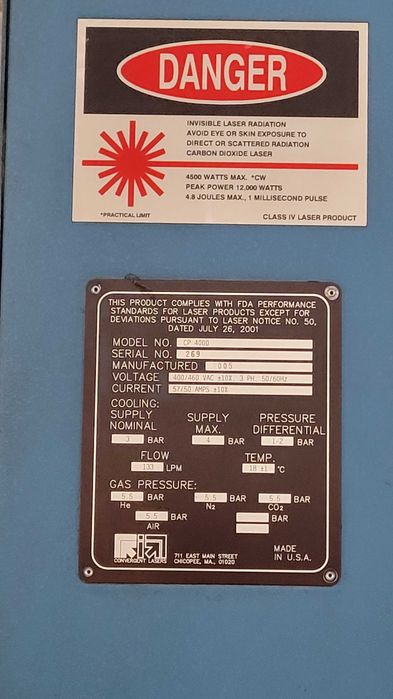 DANGER
INVISIBLE LASER RADIATION
AVOID EYE OR SKIN EXPOSURE TO
DIRECT OR SCATTERED RADIATION
CARBON DIOXIDE LASER
4500 WATTS MAX. *CW
PEAK POWER 12,000 WATTS
4.8 JOULES MAX., 1 MILLISECOND PULSE
*PRACTICAL LIMIT
CLASS IV LASER PRODUCT
THIS PRODUCT COMPLIES WITH FDA PERFORMANCE
STANDARDS FOR LASER PRODUCTS EXCEPT FOR
DEVIATIONS PURSUANT TO LASER NOTICE NO. 50,
DATED JULY 26, 2001
MODEL NO. CP 4000
SERIAL NO. 269
MANUFACTURED 005
VOLTAGE 400/460 VAC ±10%, 3 PH, 50/60Hz
CURRENT 57/50 AMPS ±10%
COOLING:
SUPPLY NOMINAL 3 BAR
SUPPLY MAX. 4 BAR
PRESSURE DIFFERENTIAL 1-2 BAR
FLOW 133 LPM
TEMP. 18 ±1 °C
GAS PRESSURE:
5.5 BAR He
5.5 BAR N₂
5.5 BAR CO₂
5.5 BAR AIR
BAR
BAR
CONVERGENT LASERS
711 EAST MAIN STREET
CHICOPEE, MA., 01020
MADE
IN U.S.A.